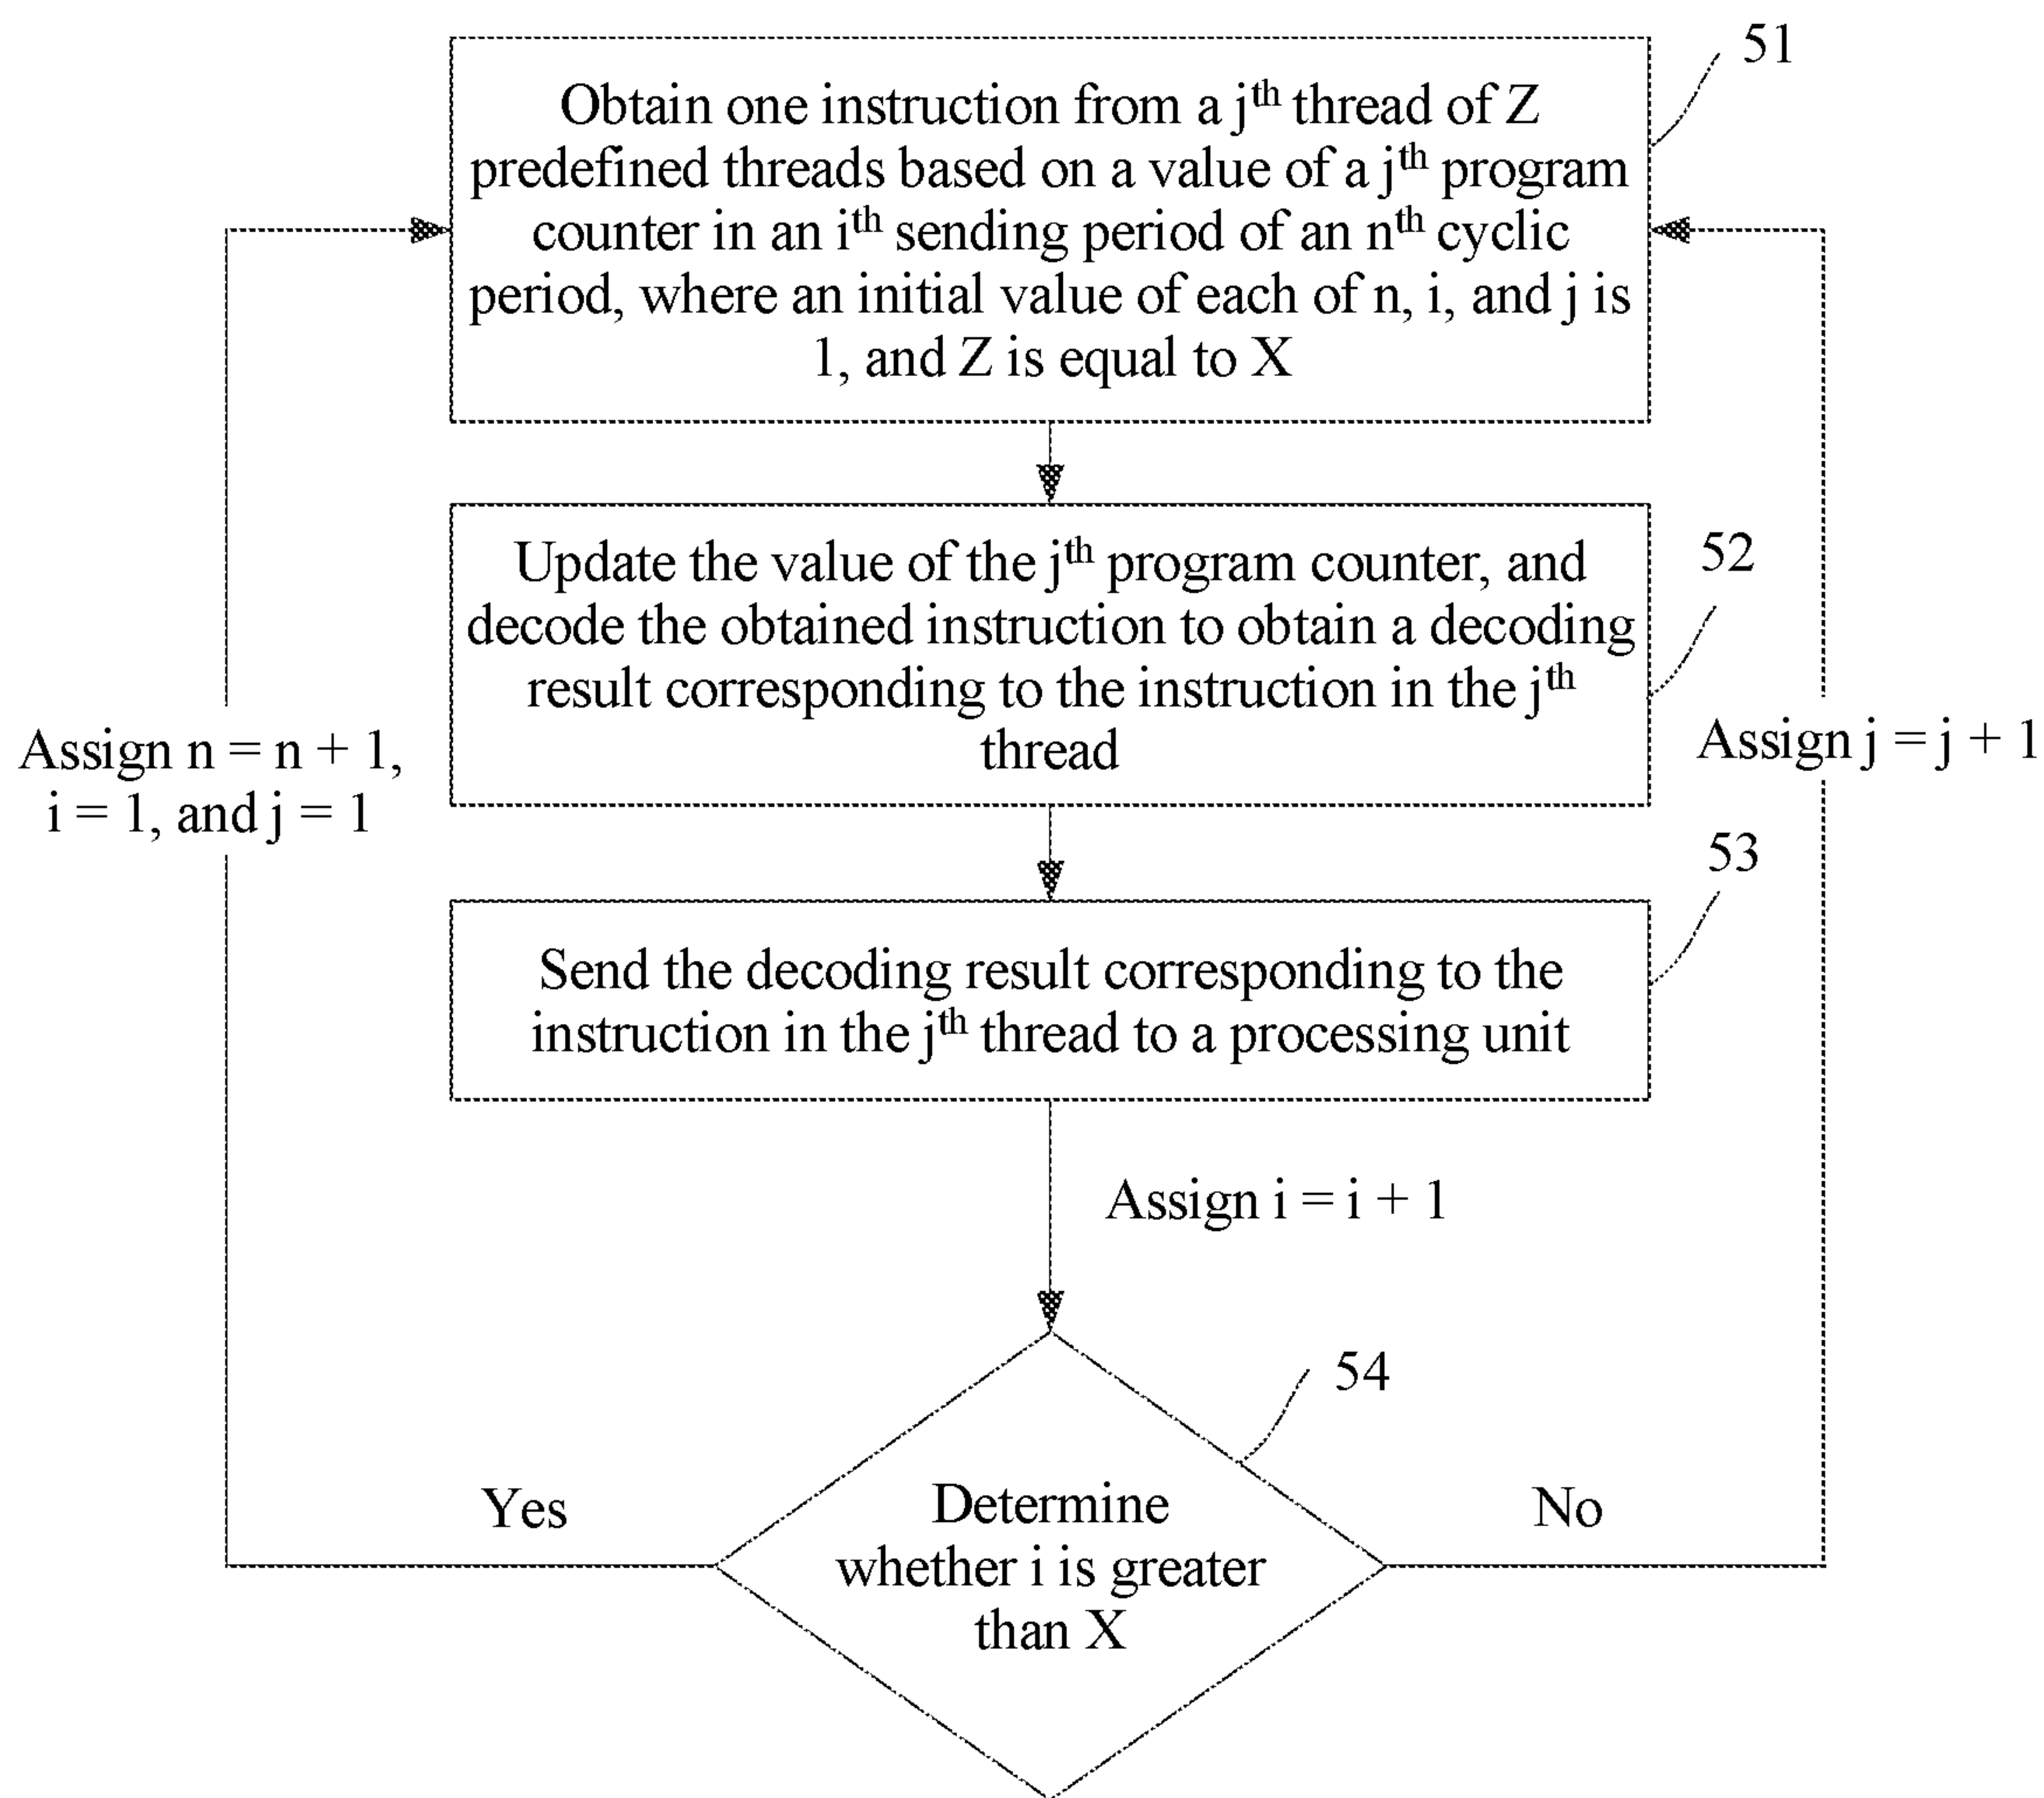 51
Obtain one instruction from a jth thread of Z
predefined threads based on a value of a jth program
counter in an ith sending period of an nth cyclic
period, where an initial value of each of n, i, and j is
1, and Z is equal to X
52
Update the value of the jth program counter, and
decode the obtained instruction to obtain a decoding
result corresponding to the instruction in the jth
thread
Assign n = n + 1,
i = 1, and j = 1
Assign j = j + 1
53
Send the decoding result corresponding to the
instruction in the jth thread to a processing unit
Assign i = i + 1
54
Yes
Determine
whether i is greater
than X
No